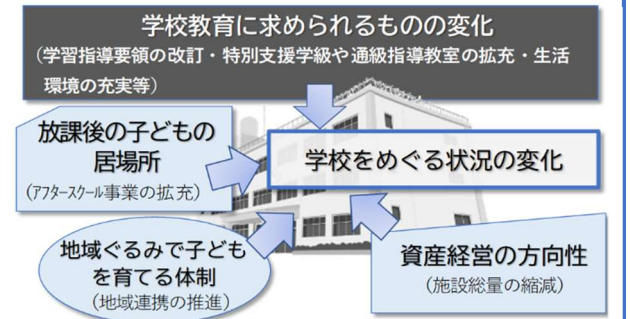 学校教育に求められるものの変化
（学習指導要領の改訂・特別支援学級や通級指導教室の拡充・生活
環境の充実等）
放課後の子どもの
居場所
（アフタースクール事業の拡充）
学校をめぐる状況の変化
地域ぐるみで子ども
を育てる体制
（地域連携の推進）
資産経営の方向性
（施設総量の縮減）